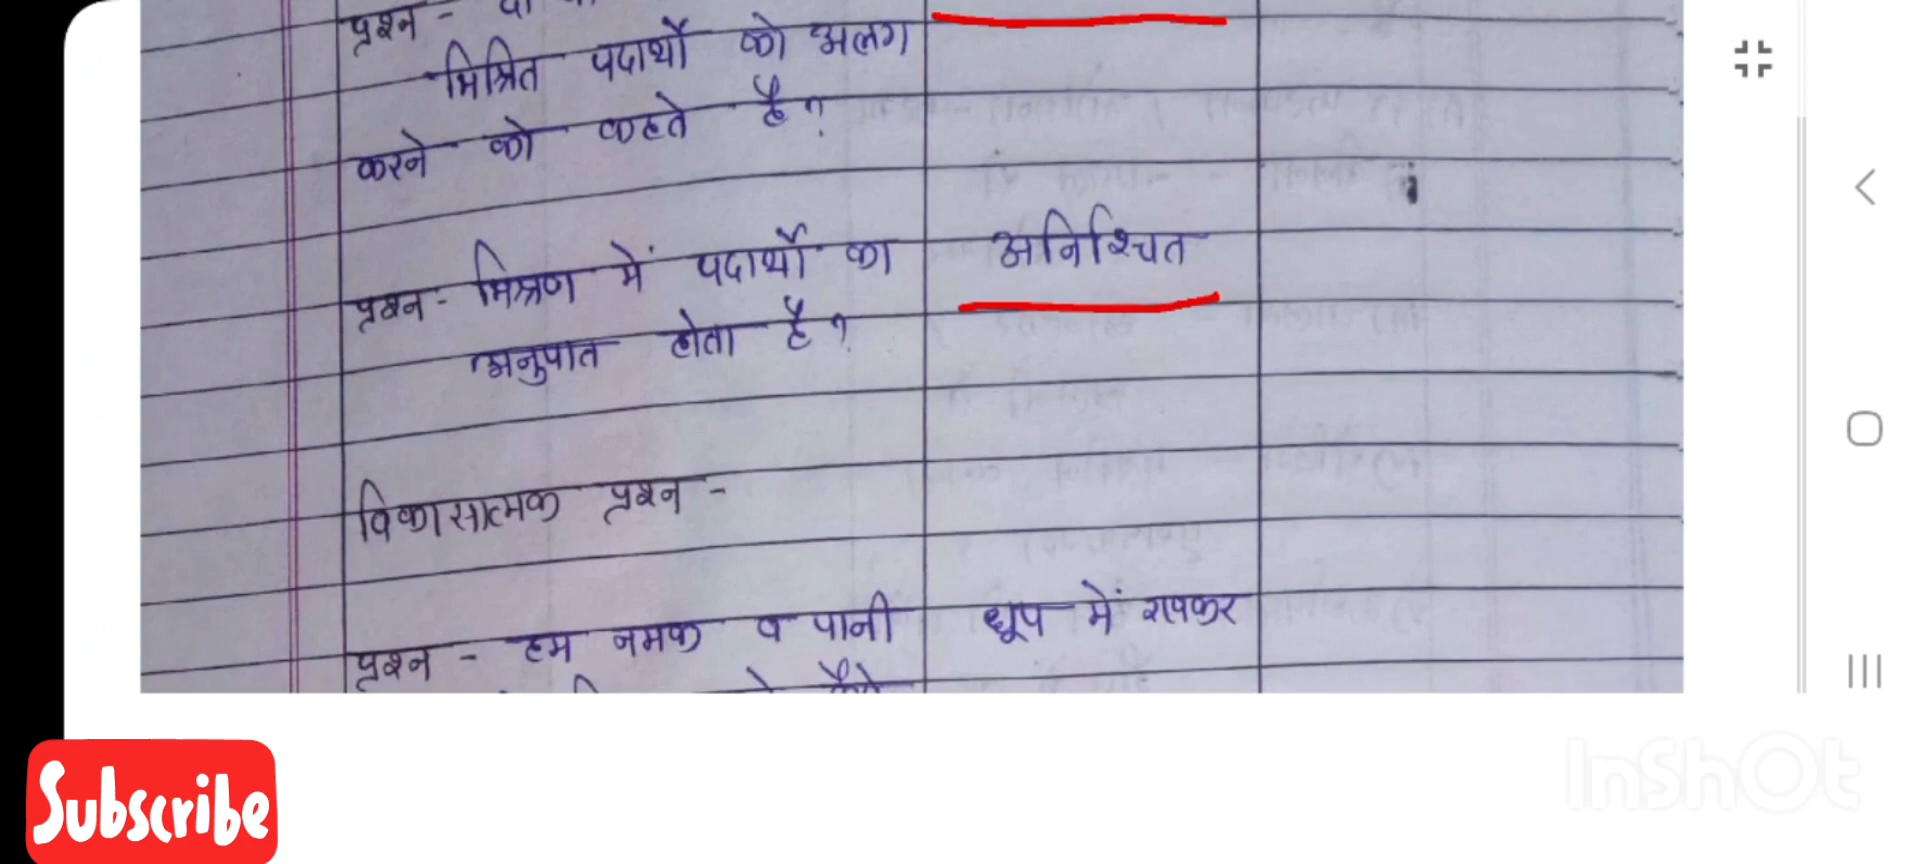 प्रश्न -
मिश्रित पदार्थों को अलग
करने को कहते है?
प्रश्न:- मिश्रण में पदार्थों का अनिश्चित
अनुपात होता है?
विकासात्मक प्रश्न -
प्रश्न - हम नमक व पानी धूप में रखकर
Subscribe
InShOt